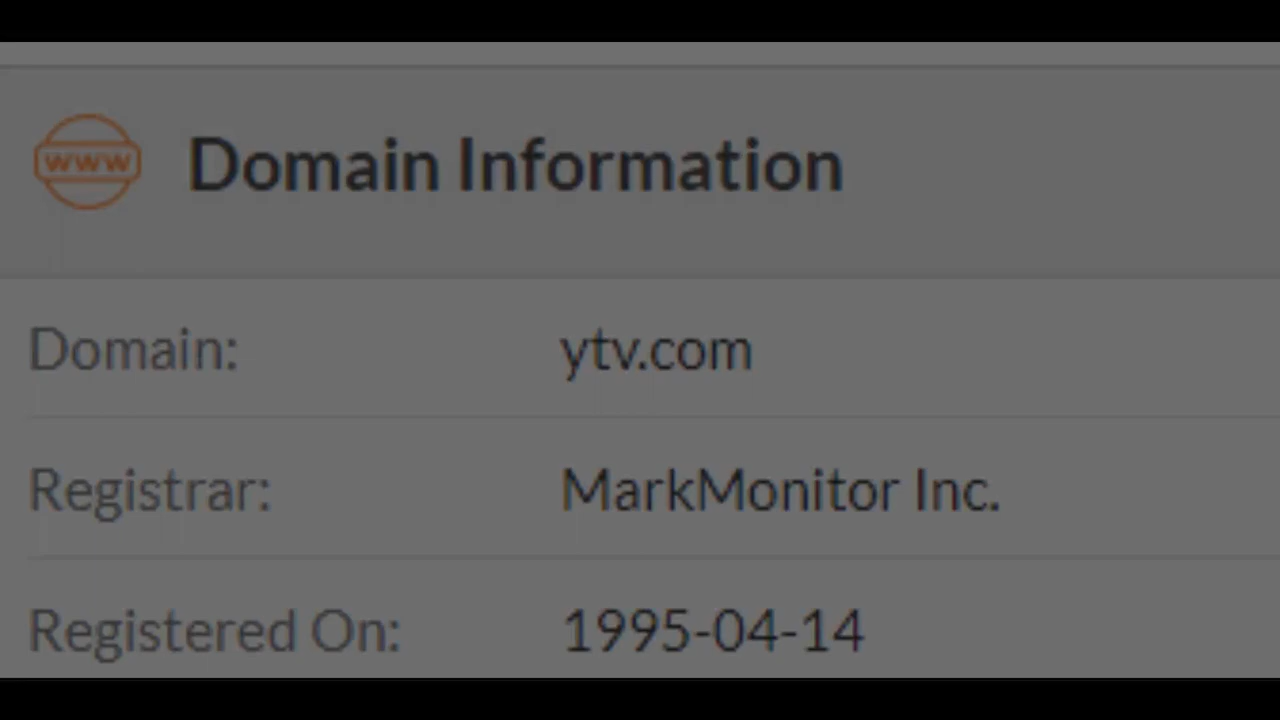 www
Domain Information
Domain: ytv.com
Registrar: MarkMonitor Inc.
Registered On: 1995-04-14